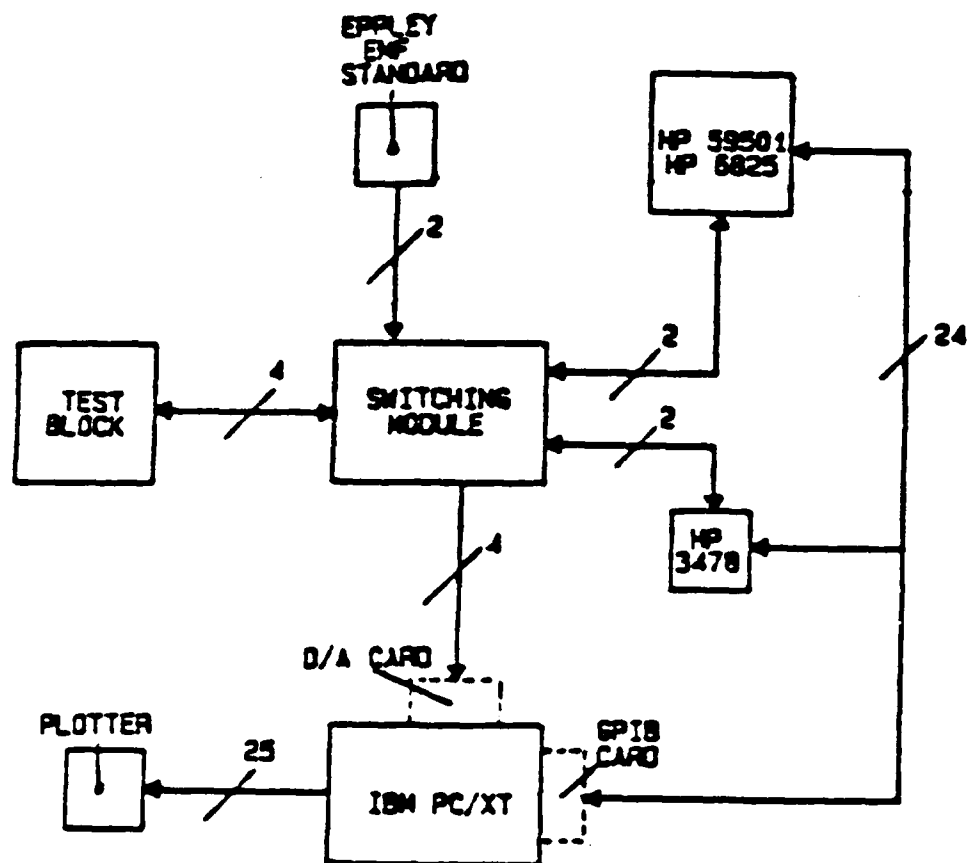 EPPLEY
EMF
STANDARD
HP 59501
HP 6825
2
2
24
4
TEST
BLOCK
SWITCHING
MODULE
2
HP
3478
4
D/A CARD
PLOTTER
GPIB
CARD
25
IBM PC/XT